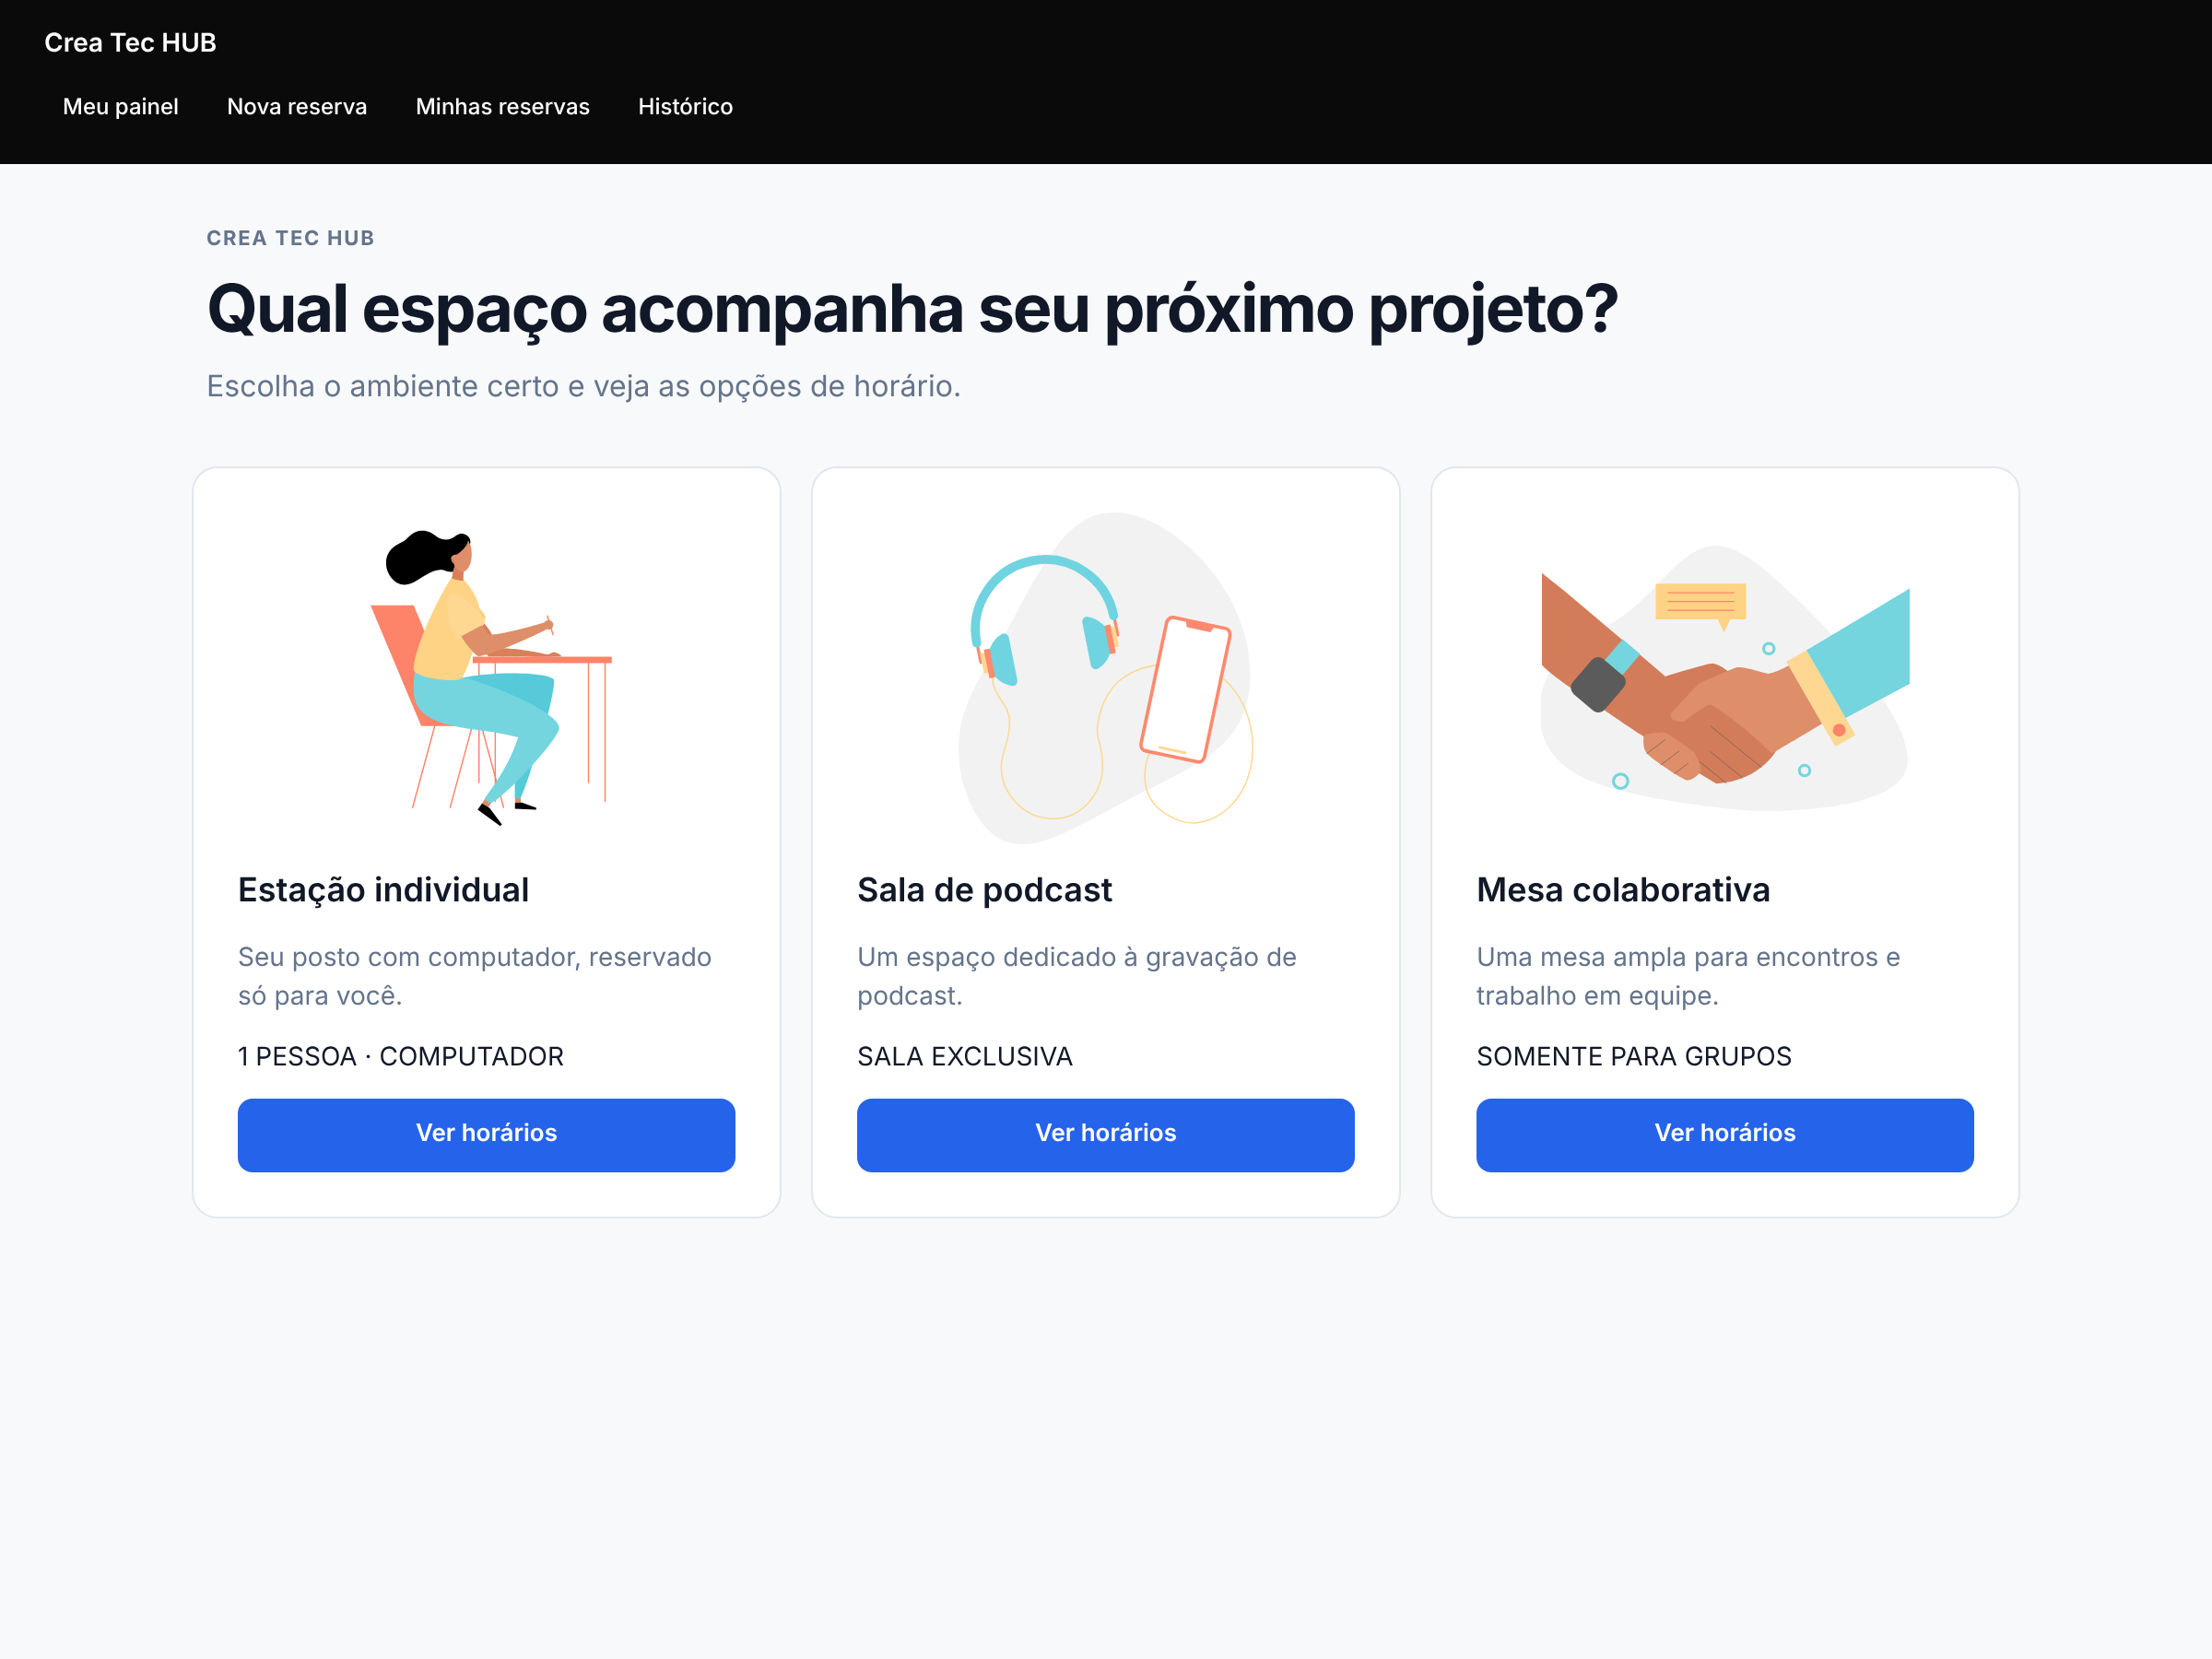 Crea Tec HUB
Meu painel Nova reserva Minhas reservas Histórico
CREA TEC HUB
Qual espaço acompanha seu próximo projeto?
Escolha o ambiente certo e veja as opções de horário.
Estação individual
Seu posto com computador, reservado
só para você.
1 PESSOA · COMPUTADOR
Ver horários
Sala de podcast
Um espaço dedicado à gravação de
podcast.
SALA EXCLUSIVA
Ver horários
Mesa colaborativa
Uma mesa ampla para encontros e
trabalho em equipe.
SOMENTE PARA GRUPOS
Ver horários